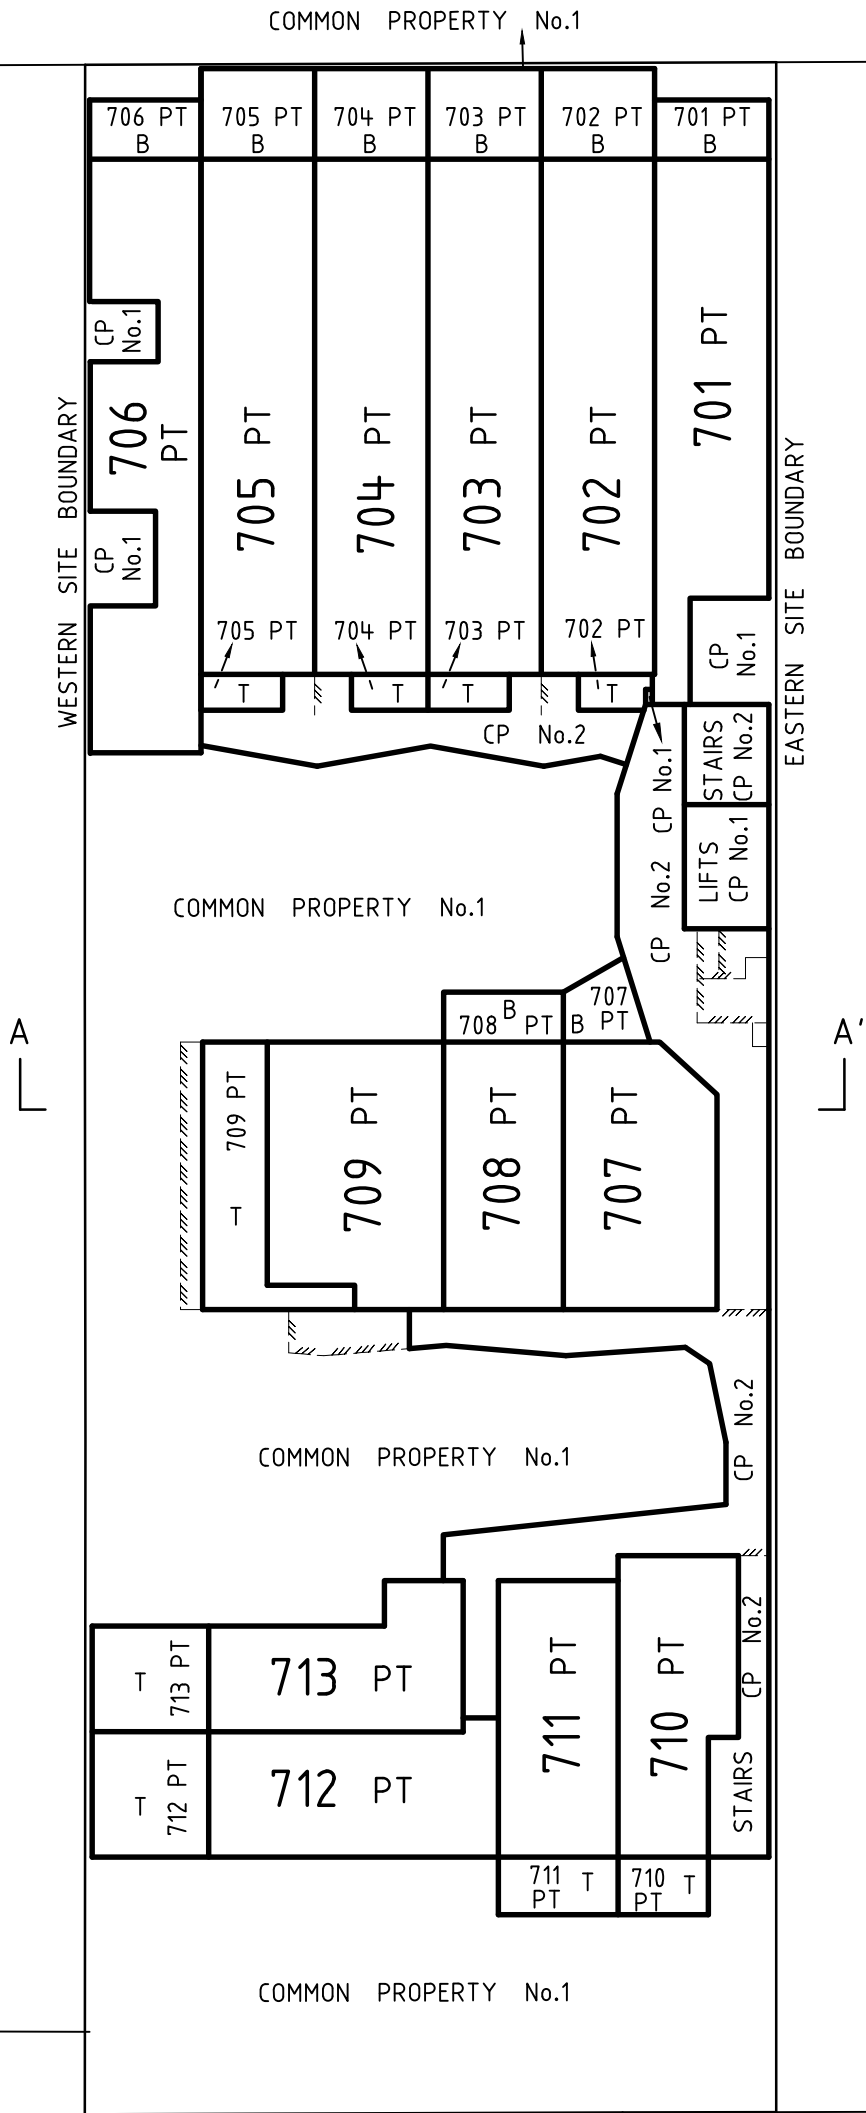 COMMON PROPERTY No.1
706 PT
B
705 PT
B
704 PT
B
703 PT
B
702 PT
B
701 PT
B
CP
No.1
706
PT
705 PT
704 PT
703 PT
702 PT
701 PT
WESTERN SITE BOUNDARY
EASTERN SITE BOUNDARY
CP
No.1
705 PT
704 PT
703 PT
702 PT
CP
No.1
T
T
T
T
CP No.2
CP No.1
STAIRS
CP No.2
LIFTS
CP No.1
CP No.2
COMMON PROPERTY No.1
708 PT
B
707
PT
B
A
A'
709 PT
T
709 PT
708 PT
707 PT
CP No.2
COMMON PROPERTY No.1
CP No.2
T
713 PT
713 PT
711 PT
710 PT
T
712 PT
712 PT
STAIRS
711
PT
T
710
PT
T
COMMON PROPERTY No.1